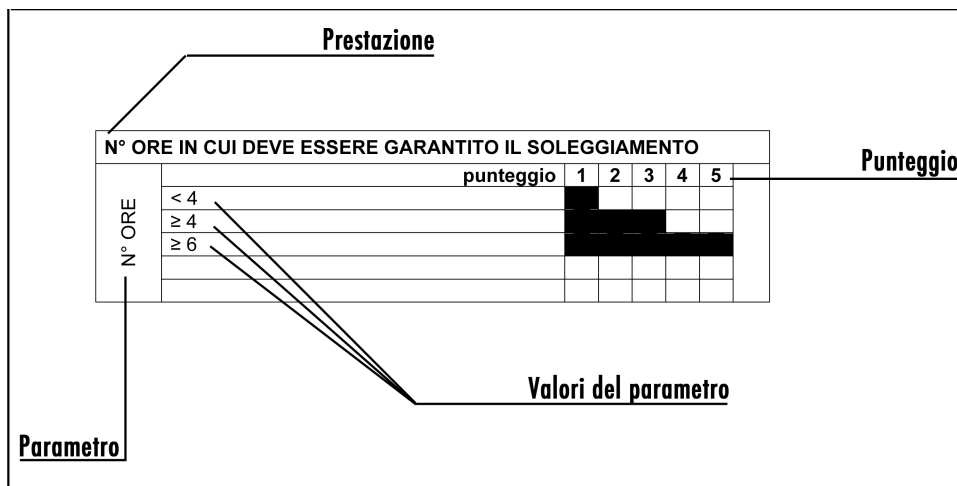 Prestazione
N° ORE IN CUI DEVE ESSERE GARANTITO IL SOLEGGIAMENTO
Punteggio
punteggio 1 2 3 4 5
N° ORE
< 4
≥ 4
≥ 6
Valori del parametro
Parametro